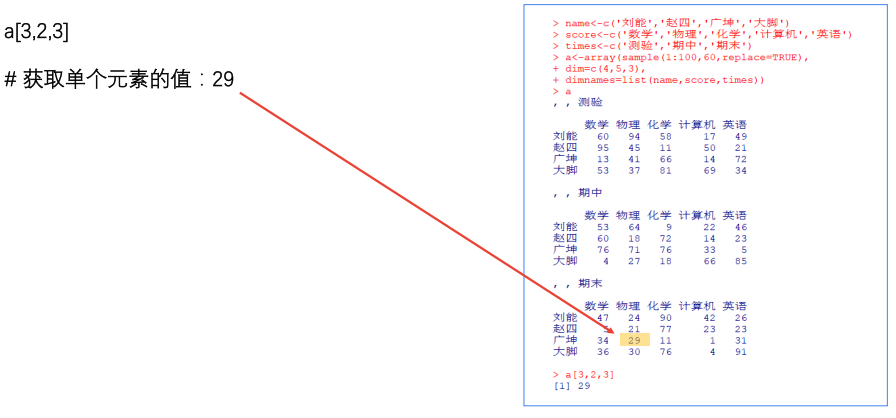 a[3,2,3]
# 获取单个元素的值：29
> name<-c('刘能','赵四','广坤','大脚')
> score<-c('数学','物理','化学','计算机','英语')
> times<-c('测验','期中','期末')
> a<-array(sample(1:100,60,replace=TRUE),
+ dim=c(4,5,3),
+ dimnames=list(name,score,times))
> a
, , 测验
数学 物理 化学 计算机 英语
刘能 60 94 58 17 49
赵四 95 45 11 50 21
广坤 13 41 66 14 72
大脚 53 37 81 69 34
, , 期中
数学 物理 化学 计算机 英语
刘能 53 64 9 22 46
赵四 60 18 72 14 23
广坤 76 71 76 33 5
大脚 4 27 18 66 85
, , 期末
数学 物理 化学 计算机 英语
刘能 47 24 90 42 26
赵四 21 77 23 23
广坤 34 29 11 1 31
大脚 36 30 76 4 91
> a[3,2,3]
[1] 29